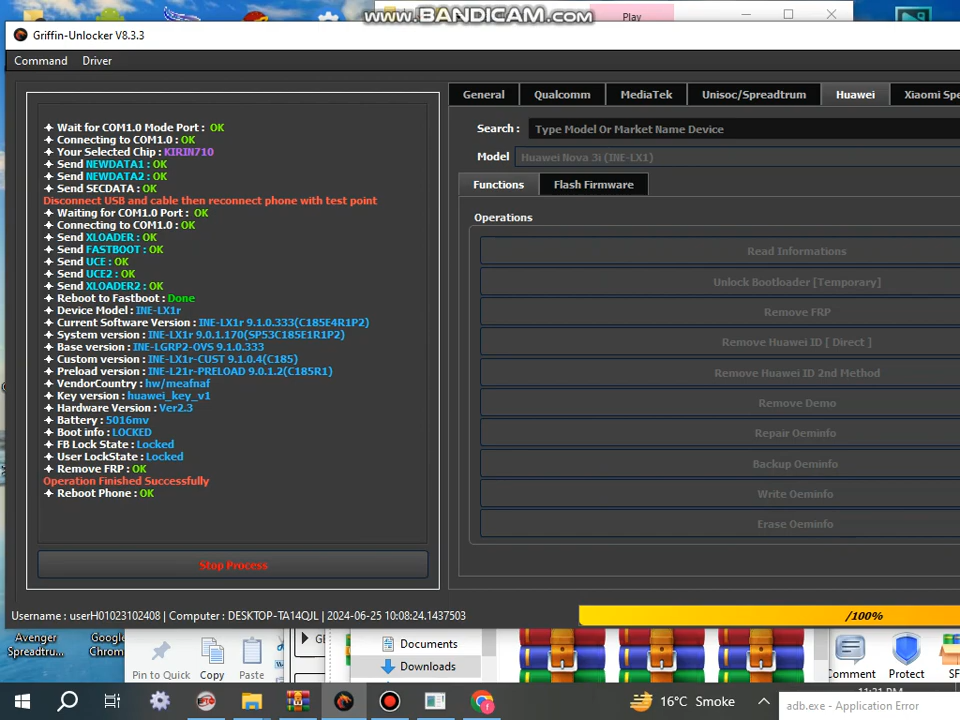 www.BANDICAM.com
Play
Griffin-Unlocker V8.3.3
Command Driver
General Qualcomm MediaTek Unisoc/Spreadtrum Huawei Xiaomi Spe
Search : Type Model Or Market Name Device
Model Huawei Nova 3i (INE-LX1)
Functions Flash Firmware
Operations
Read Informations
Unlock Bootloader [Temporary]
Remove FRP
Remove Huawei ID [ Direct ]
Remove Huawei ID 2nd Method
Remove Demo
Repair Oeminfo
Backup Oeminfo
Write Oeminfo
Erase Oeminfo
Wait for COM1.0 Mode Port : OK
Connecting to COM1.0 : OK
Your Selected Chip : KIRIN710
Send NEWDATA1 : OK
Send NEWDATA2 : OK
Send SECDATA : OK
Disconnect USB and cable then reconnect phone with test point
Waiting for COM1.0 Port : OK
Connecting to COM1.0 : OK
Send XLOADER : OK
Send FASTBOOT : OK
Send UCE : OK
Send UCE2 : OK
Send XLOADER2 : OK
Reboot to Fastboot : Done
Device Model : INE-LX1r
Current Software Version : INE-LX1r 9.1.0.333(C185E4R1P2)
System version : INE-LX1r 9.0.1.170(SP53C185E1R1P2)
Base version : INE-LGRP2-OVS 9.1.0.333
Custom version : INE-LX1r-CUST 9.1.0.4(C185)
Preload version : INE-L21r-PRELOAD 9.0.1.2(C185R1)
VendorCountry : hw/meafnaf
Key version : huawei_key_v1
Hardware Version : Ver2.3
Battery : 5016mv
Boot info : LOCKED
FB Lock State : Locked
User LockState : Locked
Remove FRP : OK
Operation Finished Successfully
Reboot Phone : OK
Stop Process
Username : userH01023102408 | Computer : DESKTOP-TA14QJL | 2024-06-25 10:08:24.1437503
/100%
Avenger
Spreadtru...
Google
Chrom
Pin to Quick Copy Paste
Documents
Downloads
Comment Protect SF
16°C Smoke
adb.exe - Application Error